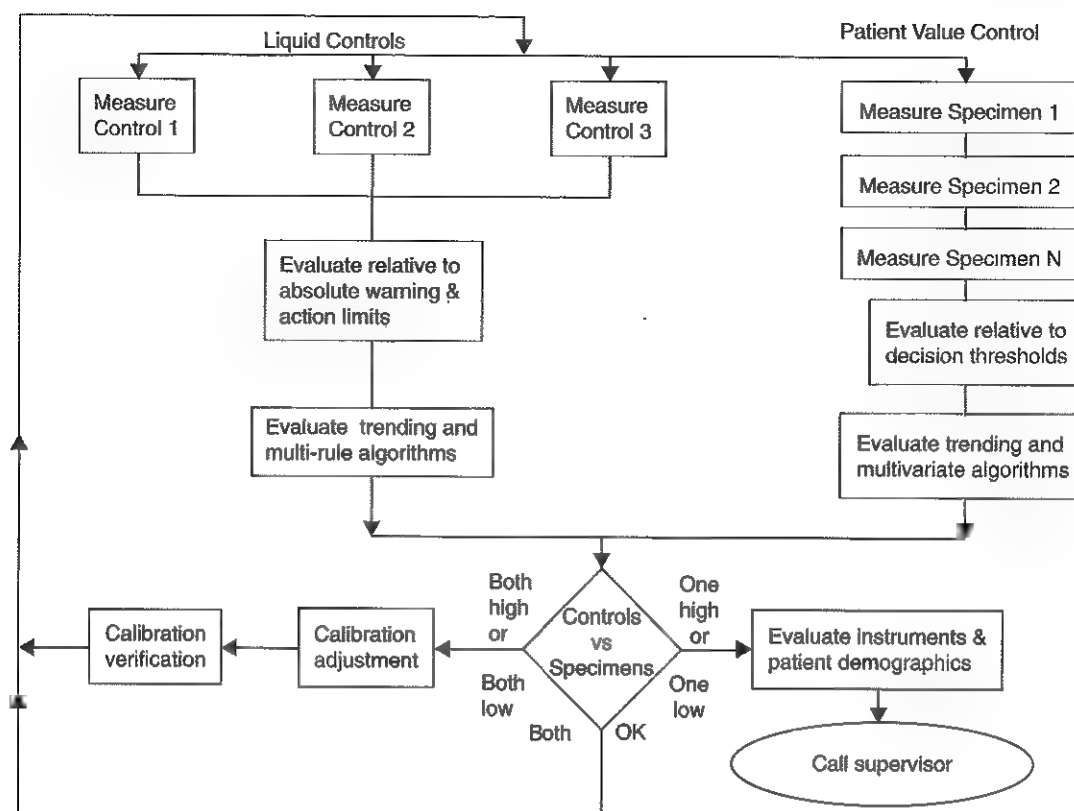 Liquid Controls
Patient Value Control
Measure
Control 1
Measure
Control 2
Measure
Control 3
Measure Specimen 1
Measure Specimen 2
Measure Specimen N
Evaluate relative to
absolute warning &
action limits
Evaluate relative to
decision thresholds
Evaluate trending and
multi-rule algorithms
Evaluate trending and
multivariate algorithms
Both
high
or
Both
low
Controls
vs
Specimens
One
high
or
One
low
Both OK
Calibration
adjustment
Calibration
verification
Evaluate instruments &
patient demographics
Call supervisor